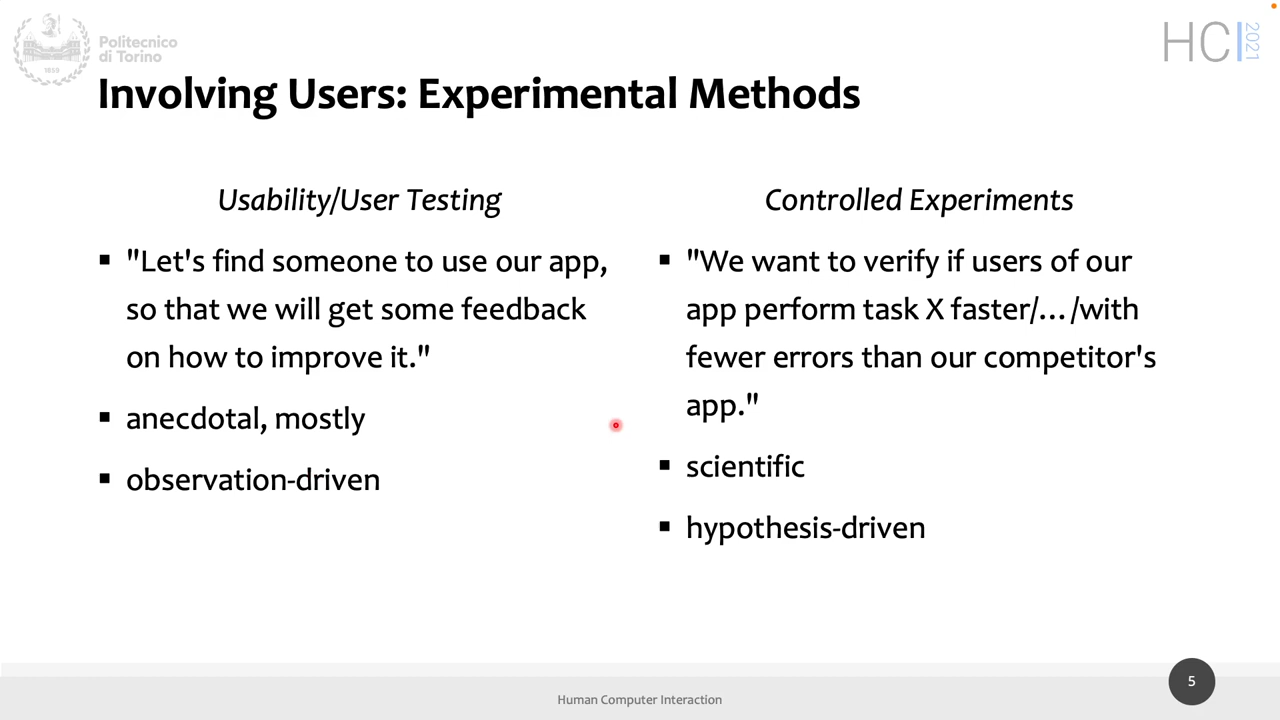 Politecnico
di Torino
1859
HCI 2021
Involving Users: Experimental Methods
Usability/User Testing
▪ "Let's find someone to use our app,
so that we will get some feedback
on how to improve it."
▪ anecdotal, mostly
▪ observation-driven
Controlled Experiments
▪ "We want to verify if users of our
app perform task X faster/… /with
fewer errors than our competitor's
app."
▪ scientific
▪ hypothesis-driven
Human Computer Interaction
5